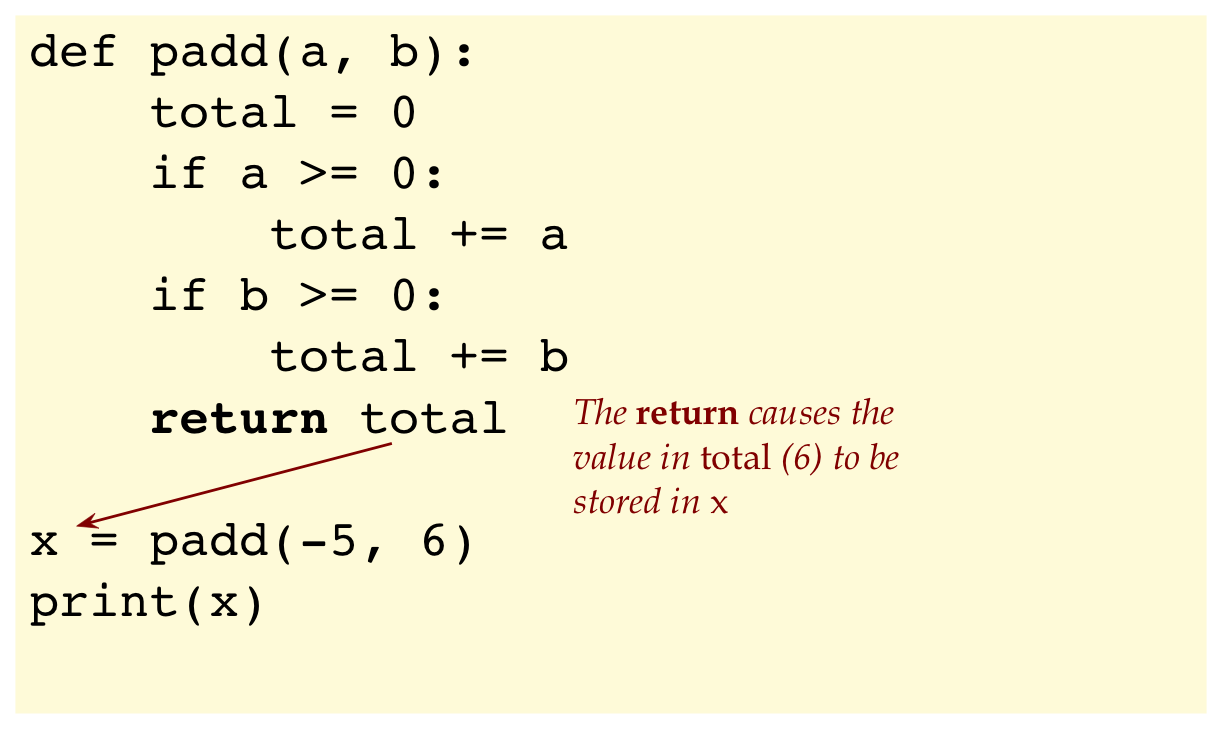 def padd(a, b):
    total = 0
    if a >= 0:
        total += a
    if b >= 0:
        total += b
    return total
The return causes the
value in total (6) to be
stored in x
x = padd(-5, 6)
print(x)